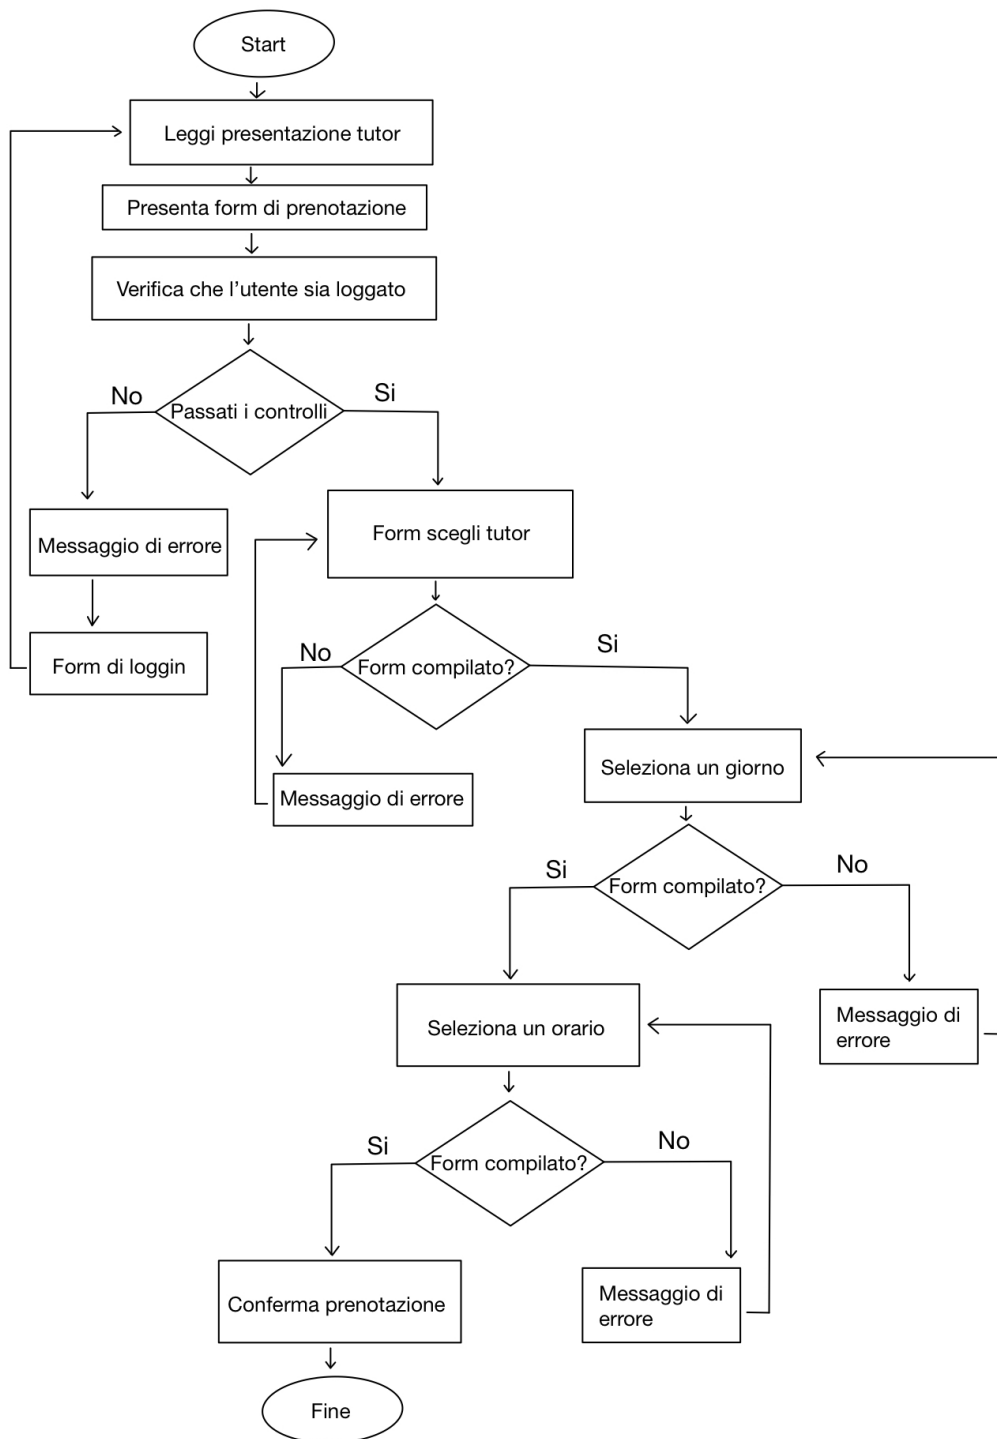 Start
Leggi presentazione tutor
Presenta form di prenotazione
Verifica che l'utente sia loggato
No
Passati i controlli
Si
Messaggio di errore
Form scegli tutor
Form di loggin
No
Form compilato?
Si
Messaggio di errore
Seleziona un giorno
Si
Form compilato?
No
Seleziona un orario
Messaggio di
errore
Si
Form compilato?
No
Conferma prenotazione
Messaggio di
errore
Fine